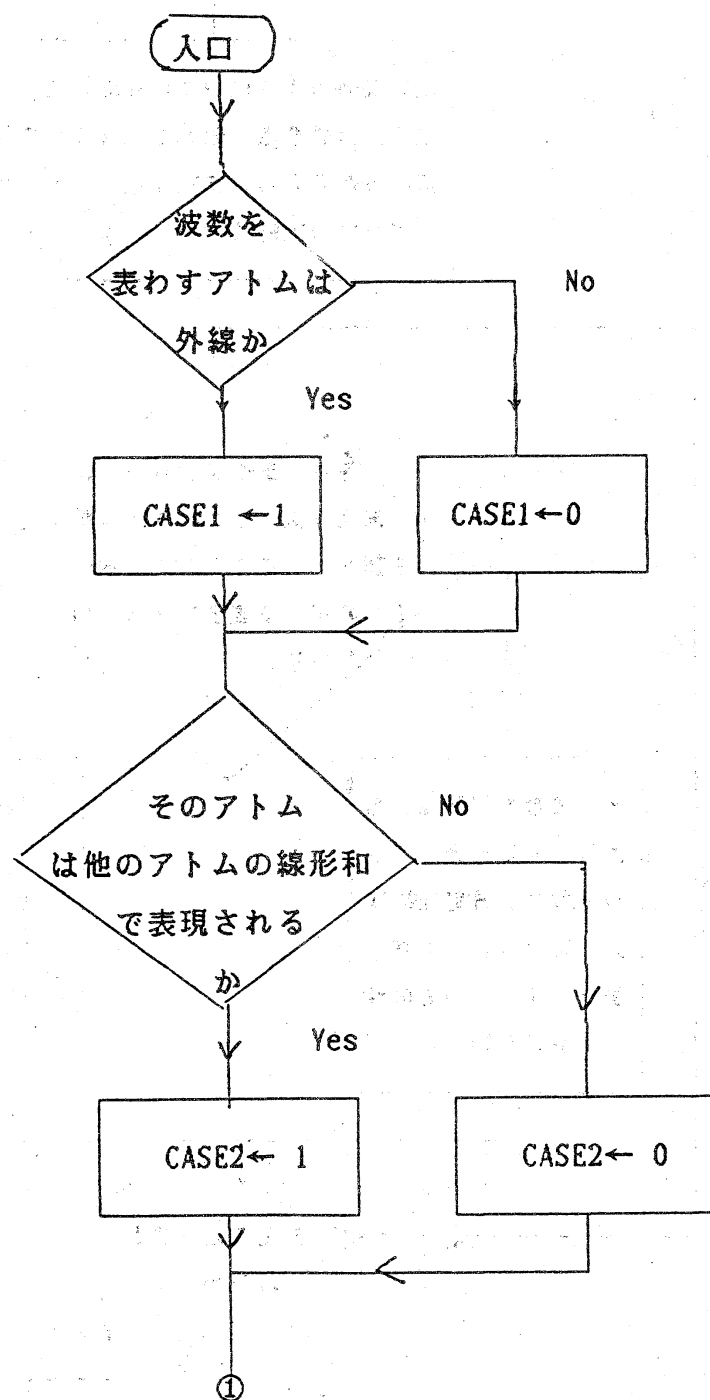 入口
波数を
表わすアトムは
外線か
No
Yes
CASE1 ←1
CASE1←0
そのアトム
は他のアトムの線形和
で表現される
か
No
Yes
CASE2← 1
CASE2← 0
①